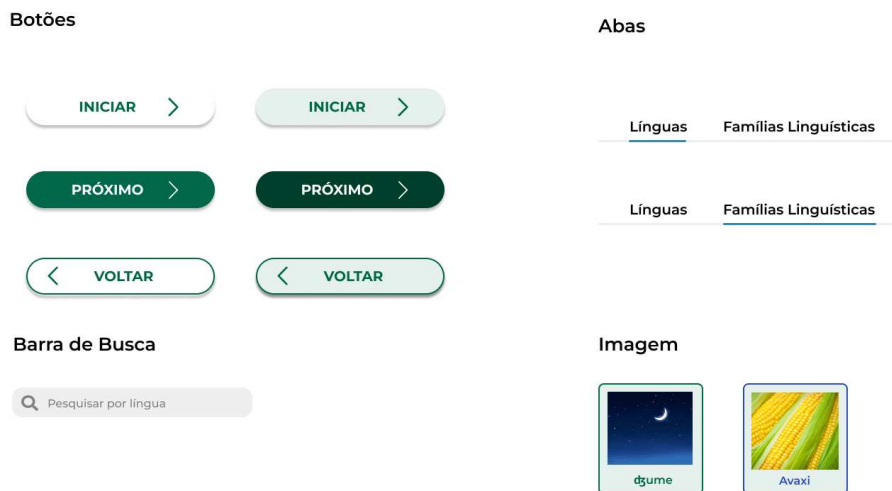 Botões
INICIAR
INICIAR
PRÓXIMO
PRÓXIMO
VOLTAR
VOLTAR
Abas
Línguas Famílias Linguísticas
Línguas Famílias Linguísticas
Barra de Busca
Pesquisar por língua
Imagem
ʤume
Avaxi